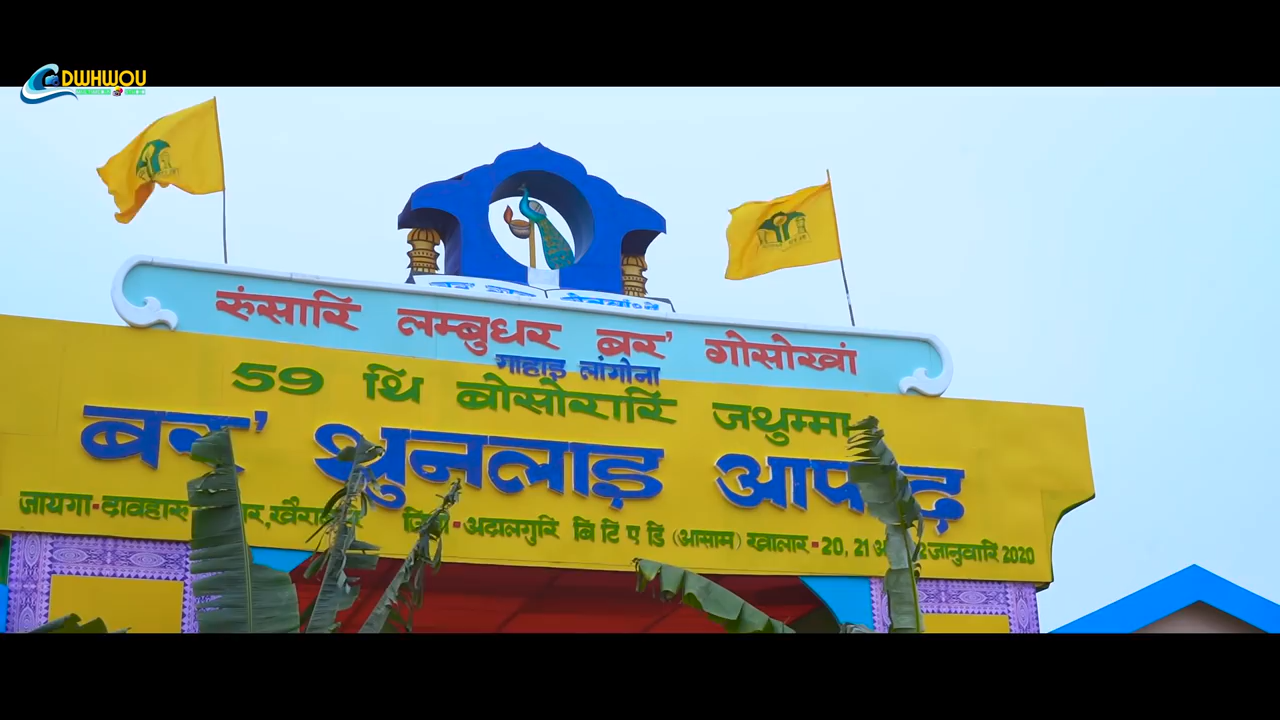 DWHWOU
रुंसारि लम्बुधर बर' गोसोखां
गाहाइ लांगोना
59 थि बोसोरारि जथुम्मा
बर' थुनलाइ आफाद
जायगा- खैरा
अदालगुरि बि टि ए डि (आसाम) खालार-20, 21 जानुवारि 2020